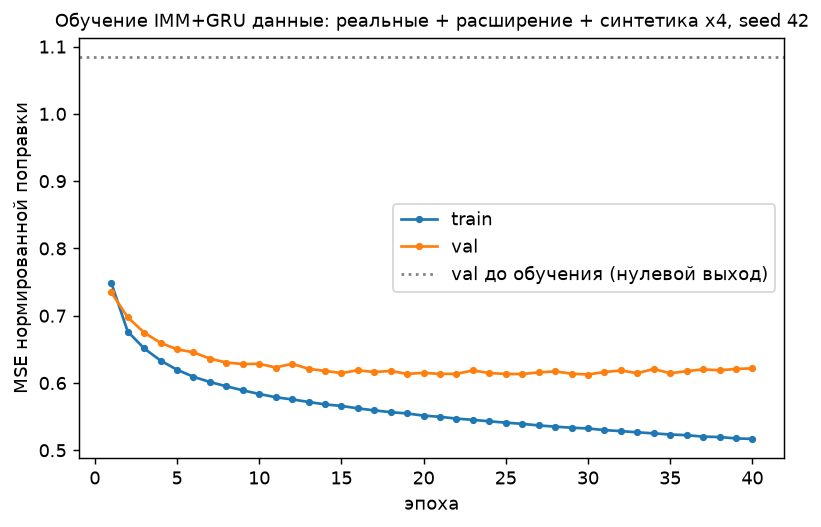 Обучение IMM+GRU данные: реальные + расширение + синтетика x4, seed 42
MSE нормированной поправки
1.1
1.0
0.9
0.8
0.7
0.6
0.5
train
val
val до обучения (нулевой выход)
0 5 10 15 20 25 30 35 40
эпоха